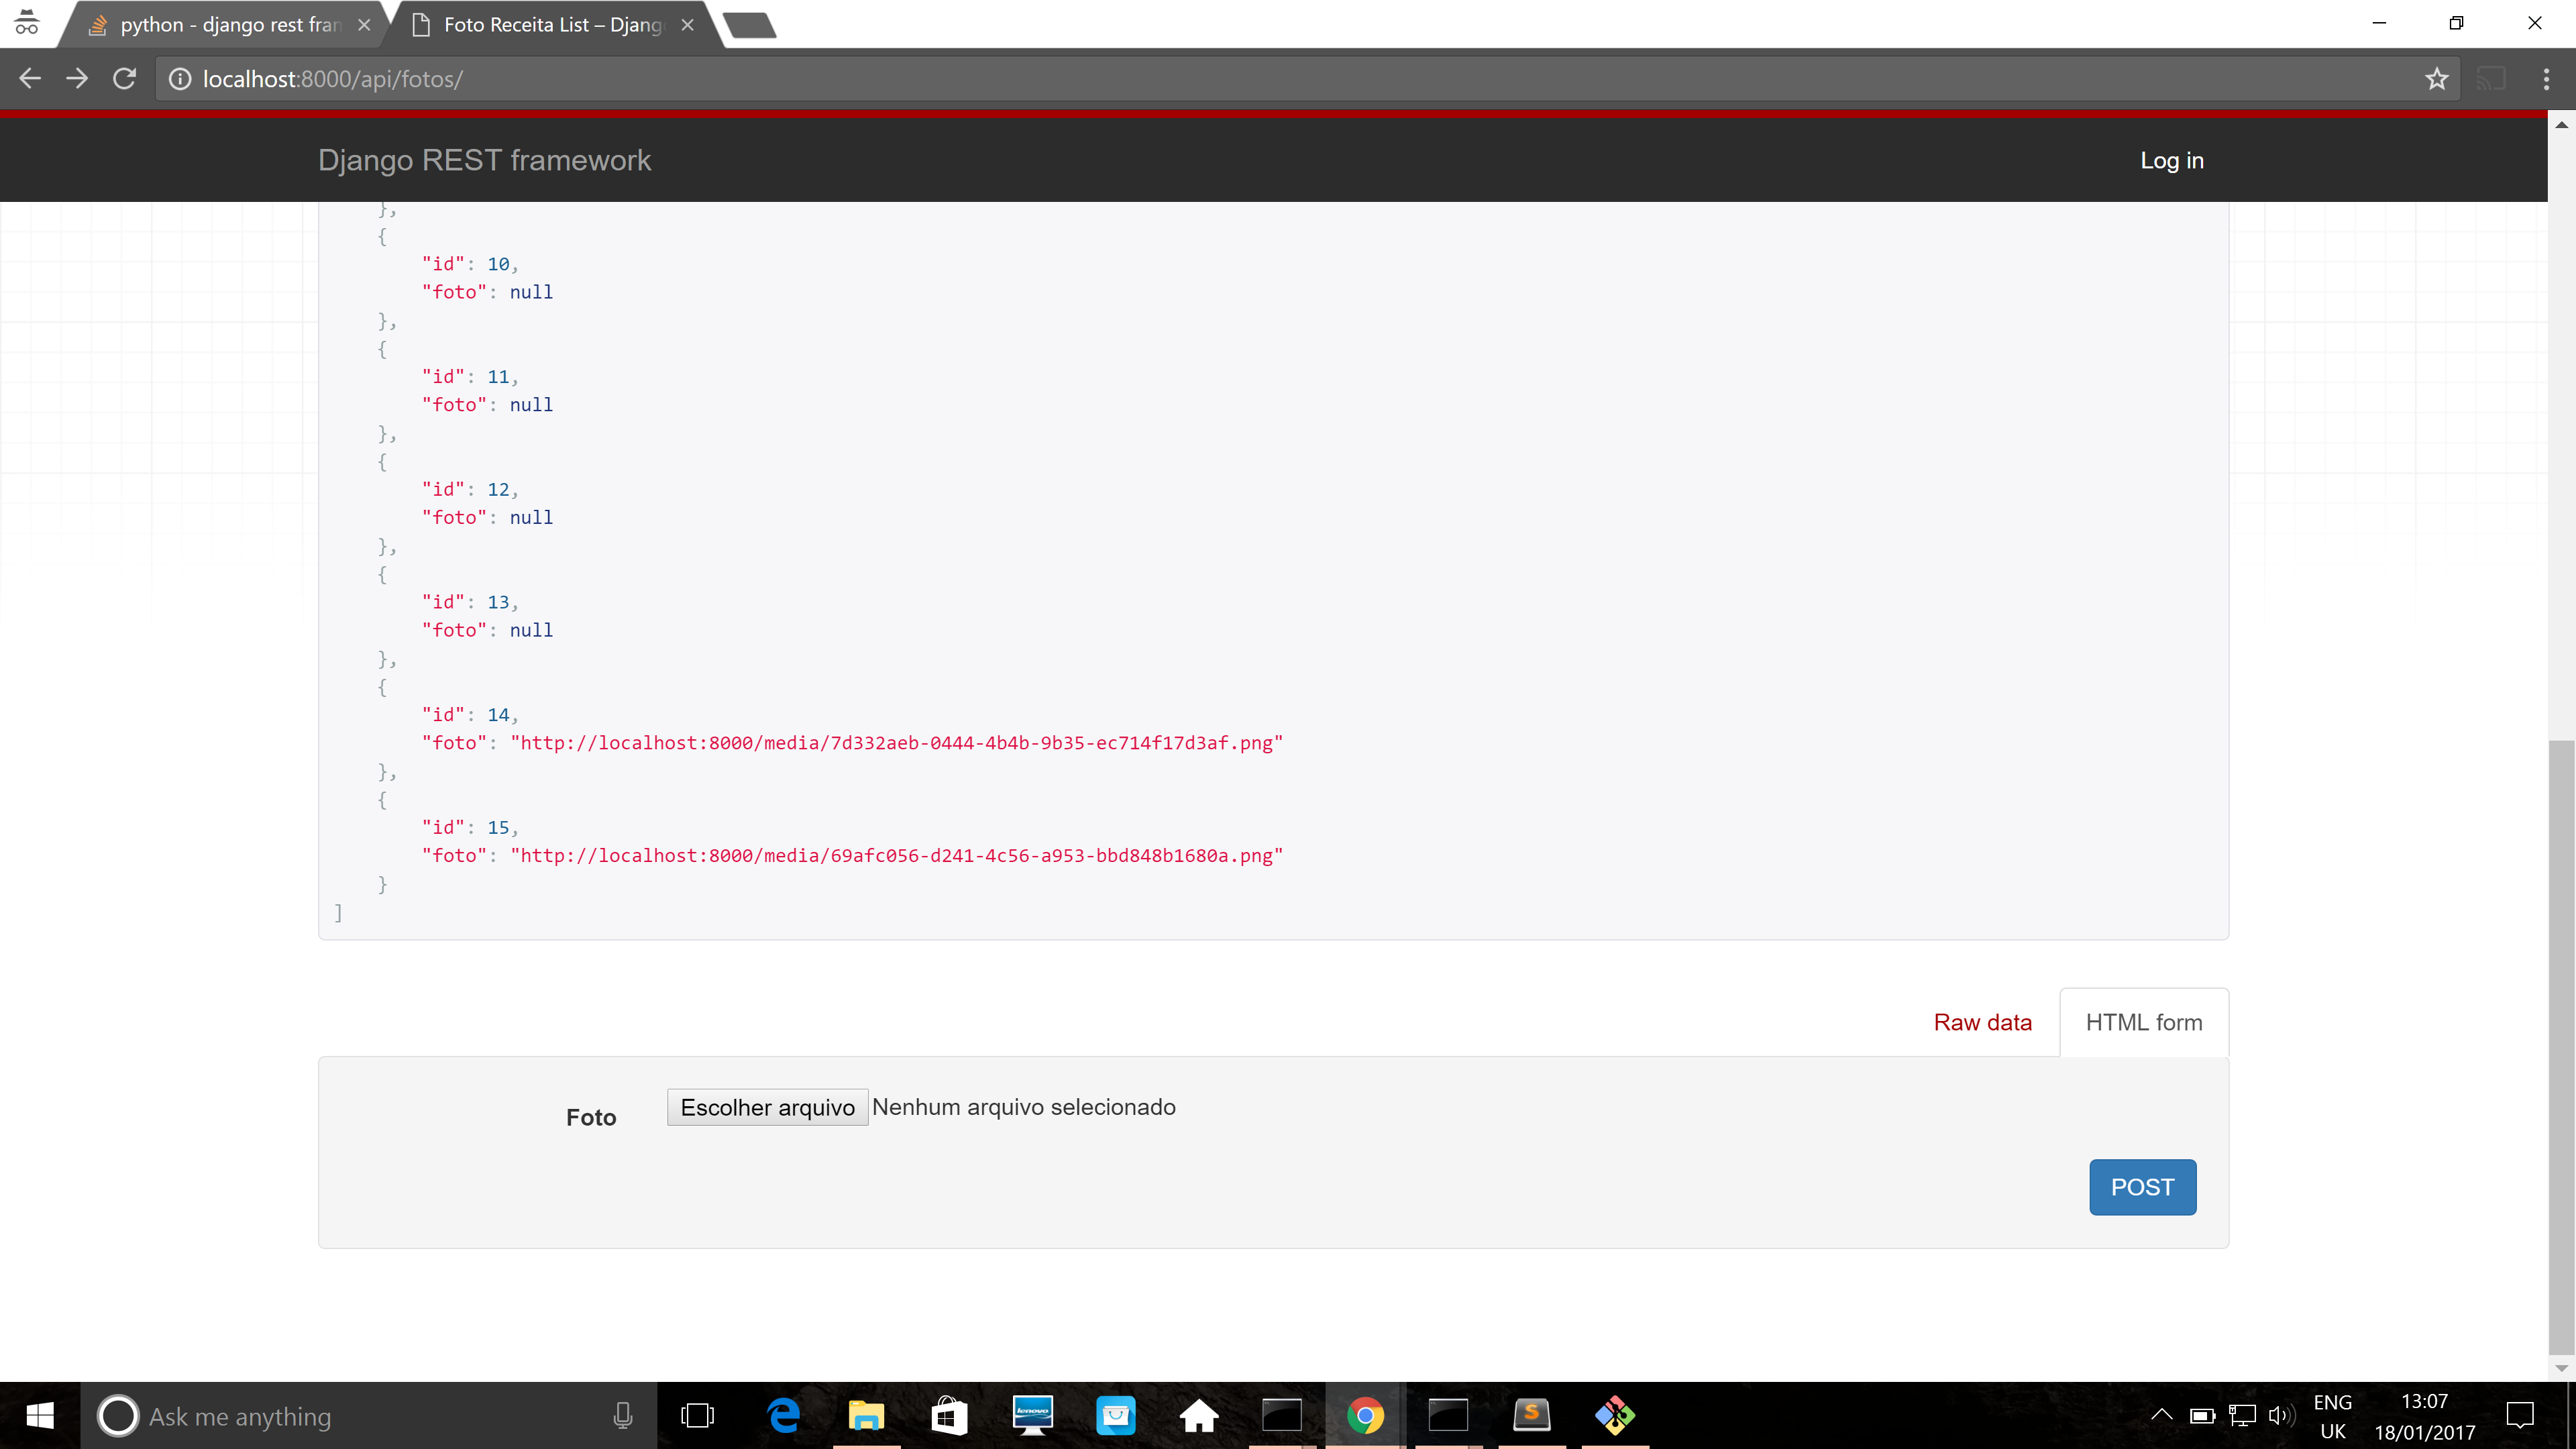 python - django rest fran
Foto Receita List – Djang
localhost:8000/api/fotos/
Django REST framework
Log in
},
{
"id": 10,
"foto": null
},
{
"id": 11,
"foto": null
},
{
"id": 12,
"foto": null
},
{
"id": 13,
"foto": null
},
{
"id": 14,
"foto": "http://localhost:8000/media/7d332aeb-0444-4b4b-9b35-ec714f17d3af.png"
},
{
"id": 15,
"foto": "http://localhost:8000/media/69afc056-d241-4c56-a953-bbd848b1680a.png"
}
]
Raw data
HTML form
Foto
Escolher arquivo Nenhum arquivo selecionado
POST
Ask me anything
lenovo
S
ENG
UK
13:07
18/01/2017